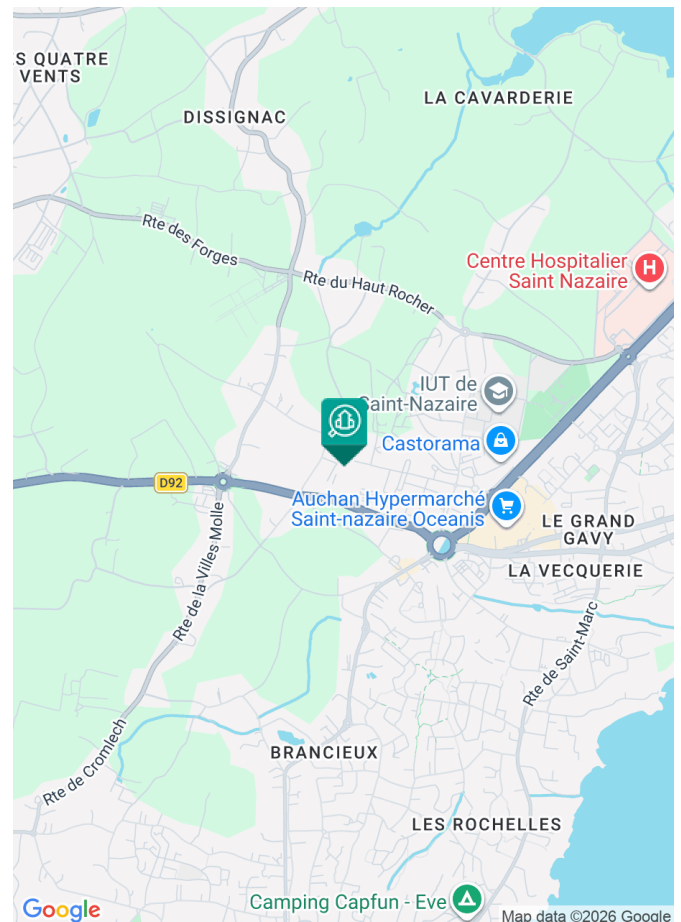 S QUATRE
VENTS
LA CAVARDERIE
DISSIGNAC
Rte des Forges
Centre Hospitalier
Saint Nazaire
H
Rte du Haut Rocher
IUT de
Saint-Nazaire
Castorama
D92
Auchan Hypermarché
Saint-nazaire Oceanis
LE GRAND
GAVY
LA VECQUERIE
Rte de la Villes Molle
Rte de Saint-Marc
Rte de Cromlech
BRANCIEUX
LES ROCHELLES
Camping Capfun - Eve
Google
Map data ©2026 Google